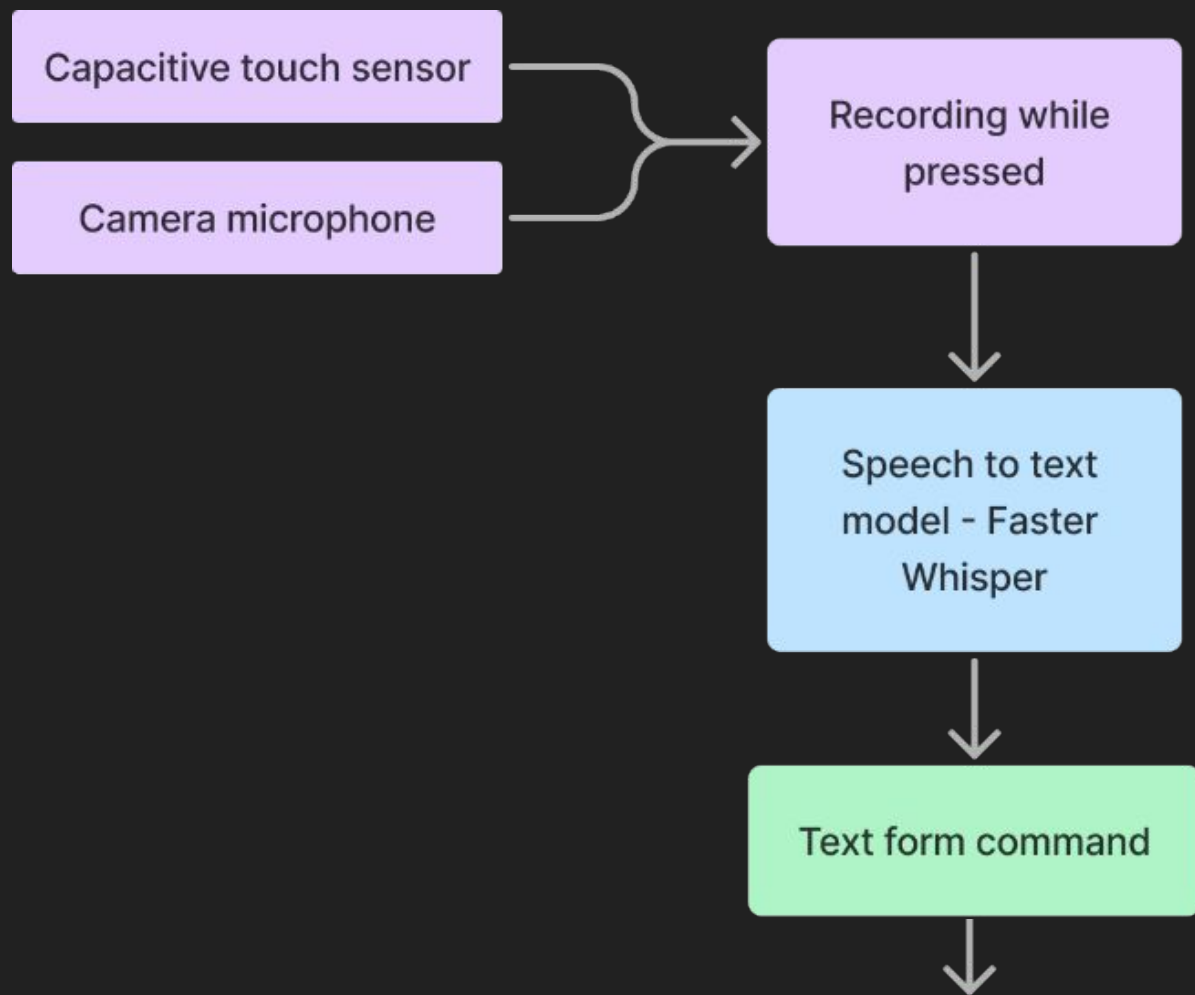 Capacitive touch sensor
Camera microphone
Recording while
pressed
Speech to text
model - Faster
Whisper
Text form command